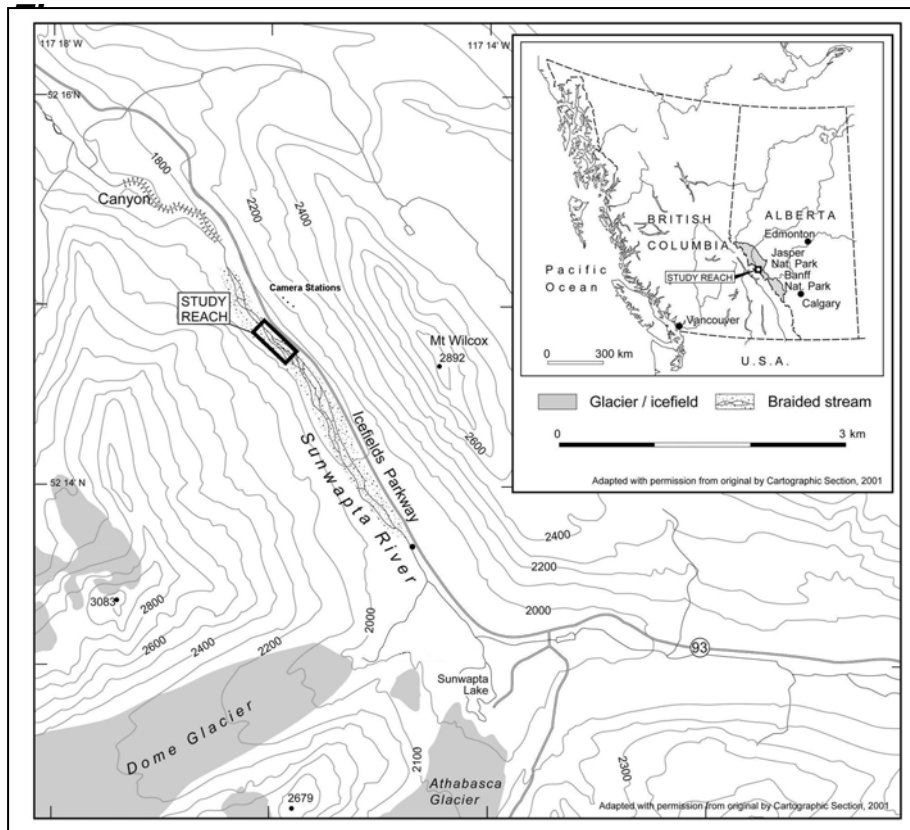 117 18' W
117 14' W
52 16'N
1800
Canyon
2200
2400
Camera Stations
STUDY
REACH
Mt Wilcox
2892
2600
Icefields Parkway
Sunwapta River
52 14' N
3083
2800
2600
2400
2200
2000
2400
2200
2000
93
Sunwapta
Lake
Dome Glacier
2100
Athabasca
Glacier
2300
2679
Adapted with permission from original by Cartographic Section, 2001
BRITISH
COLUMBIA
ALBERTA
Edmonton
Jasper
Nat. Park
STUDY REACH
Banff
Nat. Park
Calgary
Pacific
Ocean
Vancouver
0 300 km
U.S.A.
Glacier / icefield
Braided stream
0 3 km
Adapted with permission from original by Cartographic Section, 2001